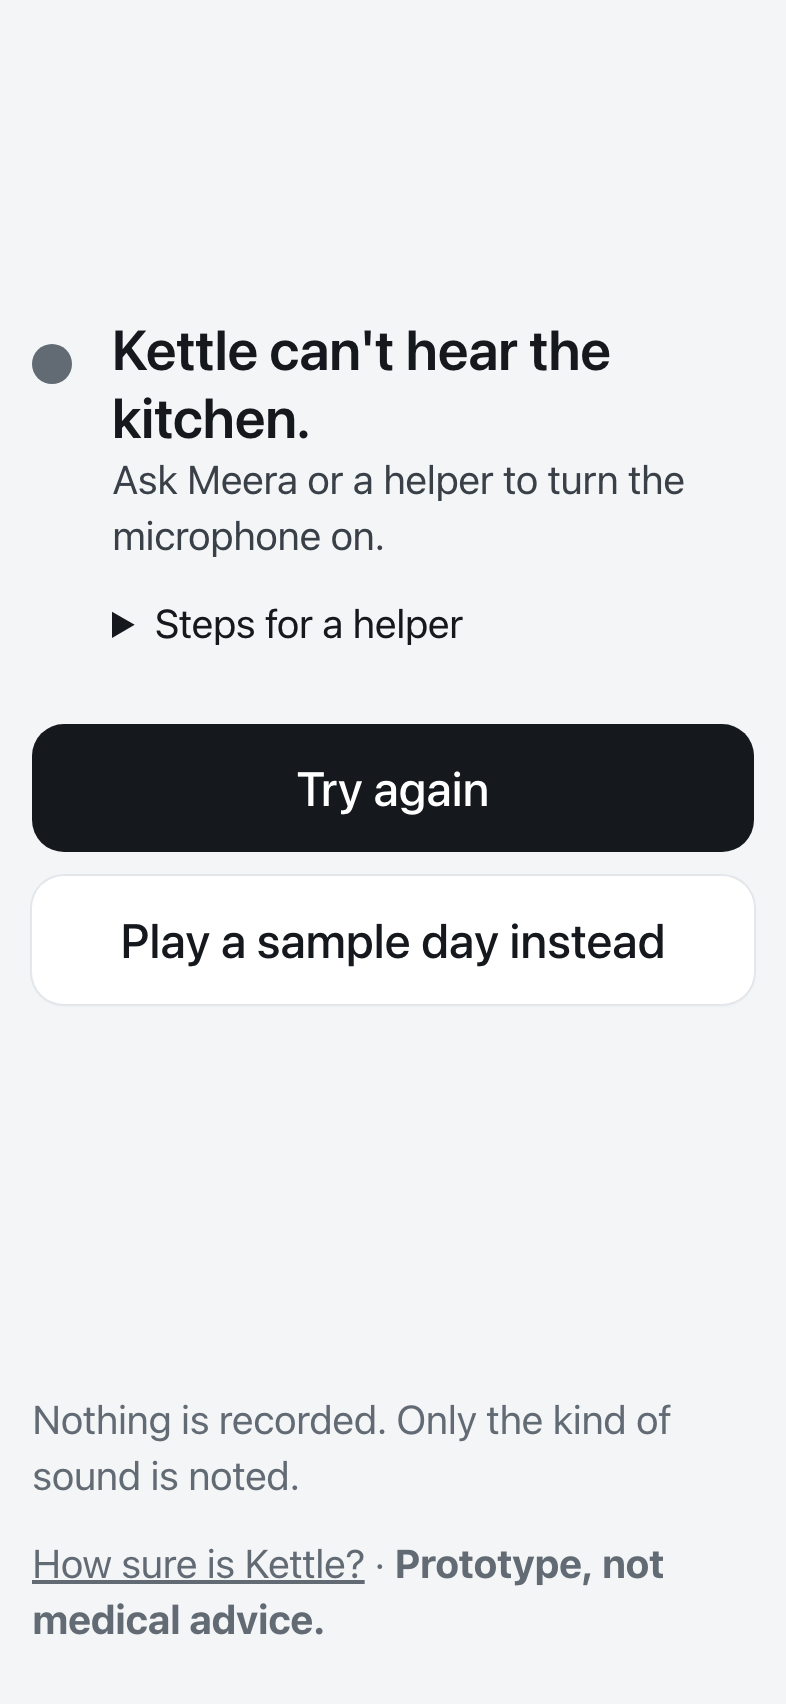 Kettle can't hear the
kitchen.
Ask Meera or a helper to turn the
microphone on.
Steps for a helper
Try again
Play a sample day instead
Nothing is recorded. Only the kind of
sound is noted.
How sure is Kettle? · Prototype, not
medical advice.